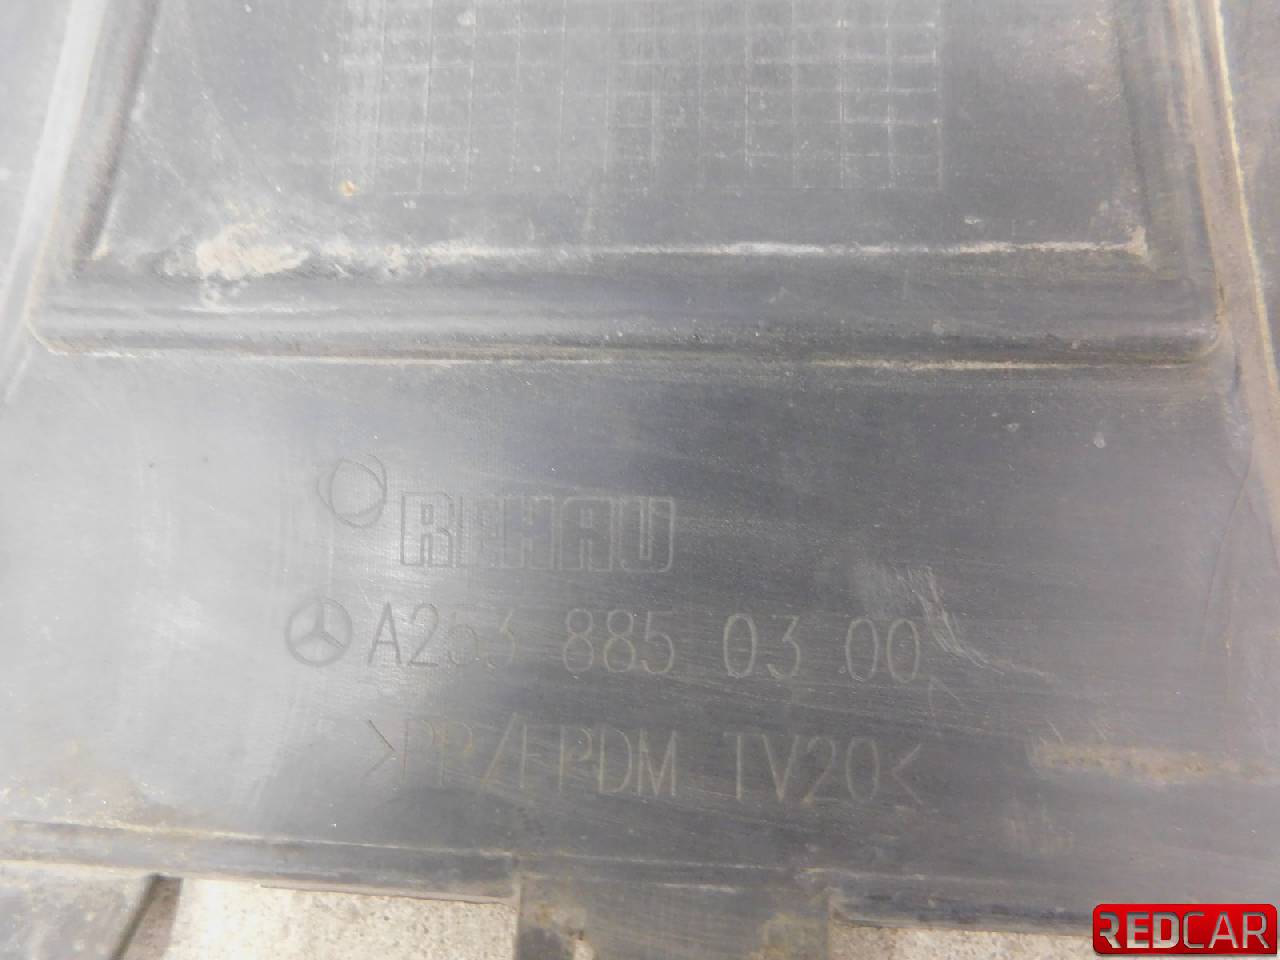 REHAU
A253 885 03 00
>PP/EPDM TV20<
REDCAR